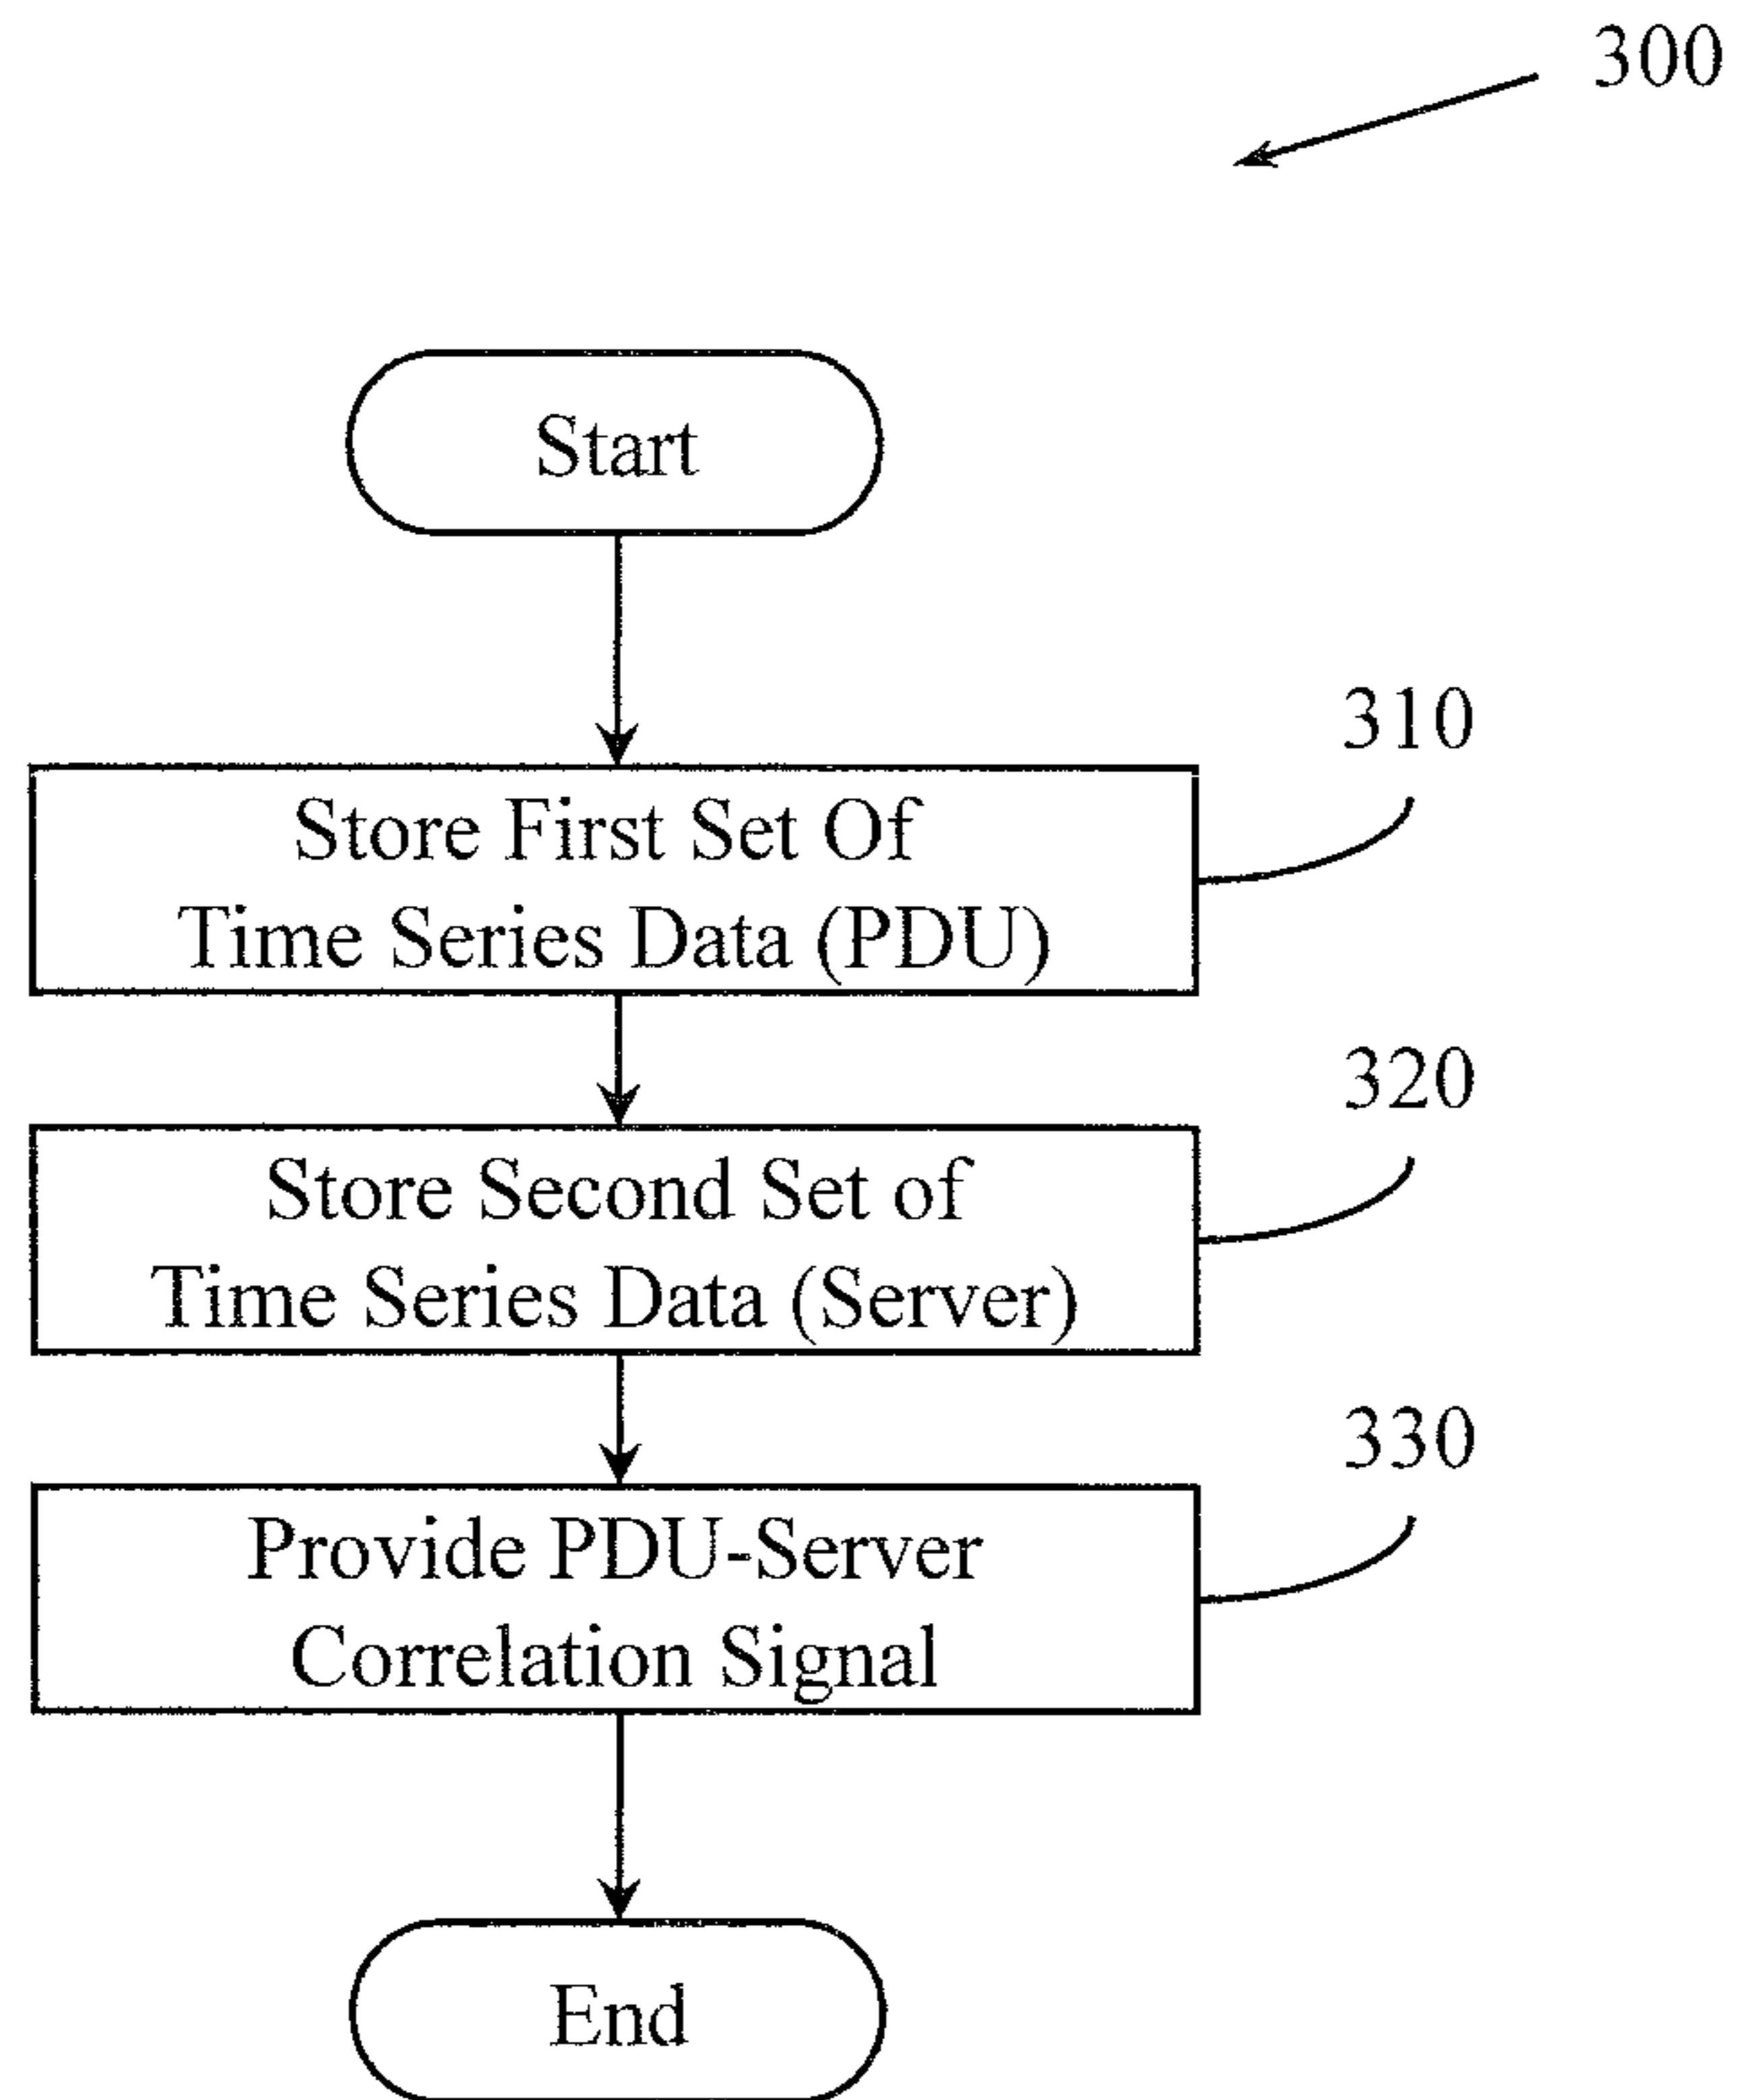 300
Start
310
Store First Set Of
Time Series Data (PDU)
320
Store Second Set of
Time Series Data (Server)
330
Provide PDU-Server
Correlation Signal
End